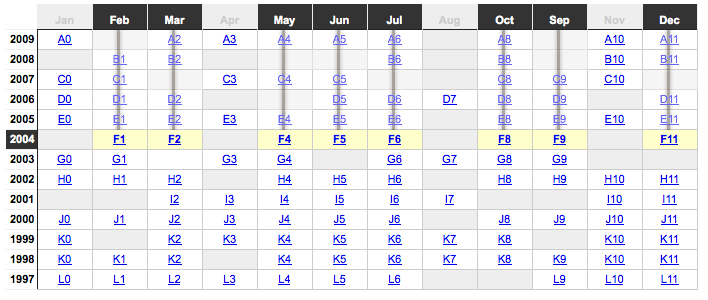 Jan Feb Mar Apr May Jun Jul Aug Oct Sep Nov Dec
2009 A0 A2 A3 A4 A5 A6 A8 A10 A11
2008 B1 B2 B6 B8 B10 B11
2007 C0 C1 C3 C4 C5 C8 C9 C10
2006 D0 D1 D2 D5 D6 D7 D8 D9 D11
2005 E0 E1 E2 E3 E4 E5 E6 E8 E9 E10 E11
2004 F1 F2 F4 F5 F6 F8 F9 F11
2003 G0 G1 G3 G4 G6 G7 G8 G9
2002 H0 H1 H2 H4 H5 H6 H8 H9 H10 H11
2001 I2 I3 I4 I5 I6 I7 I10 I11
2000 J0 J1 J2 J3 J4 J5 J6 J8 J9 J10 J11
1999 K0 K2 K3 K4 K5 K6 K7 K8 K10 K11
1998 K0 K1 K2 K4 K5 K6 K7 K8 K9 K10 K11
1997 L0 L1 L2 L3 L4 L5 L6 L9 L10 L11